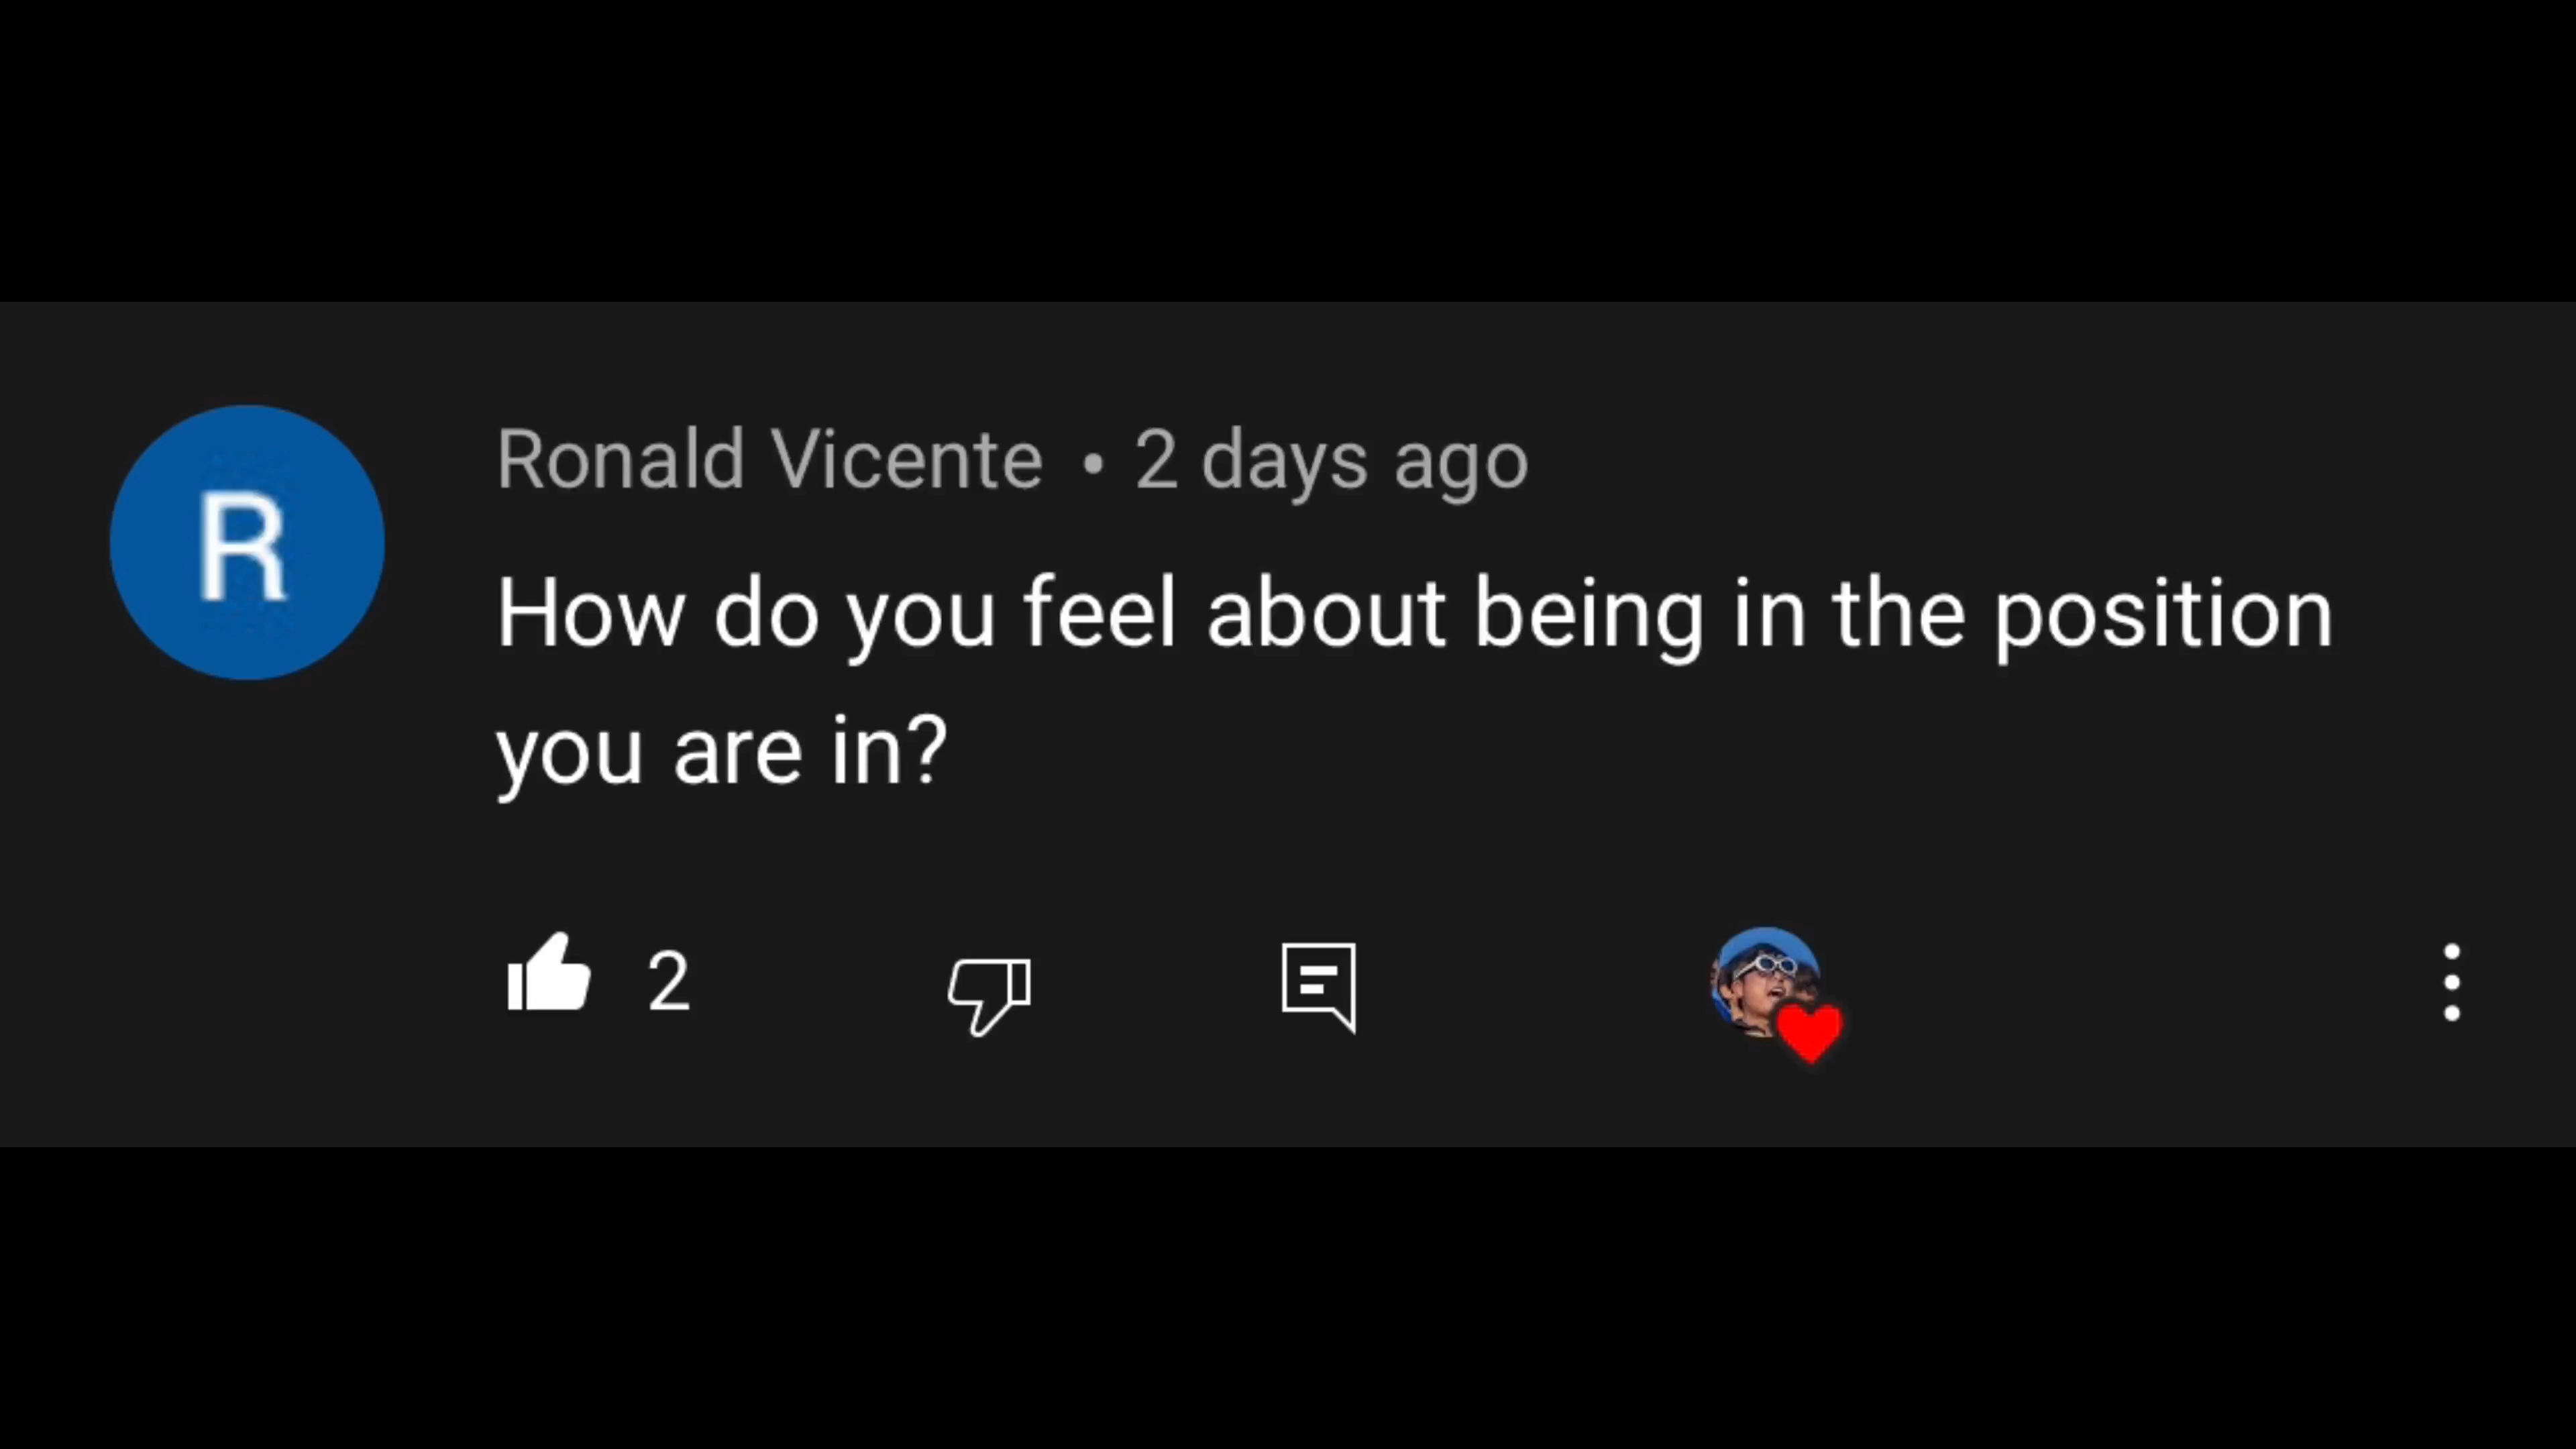 R
Ronald Vicente • 2 days ago
How do you feel about being in the position
you are in?
2